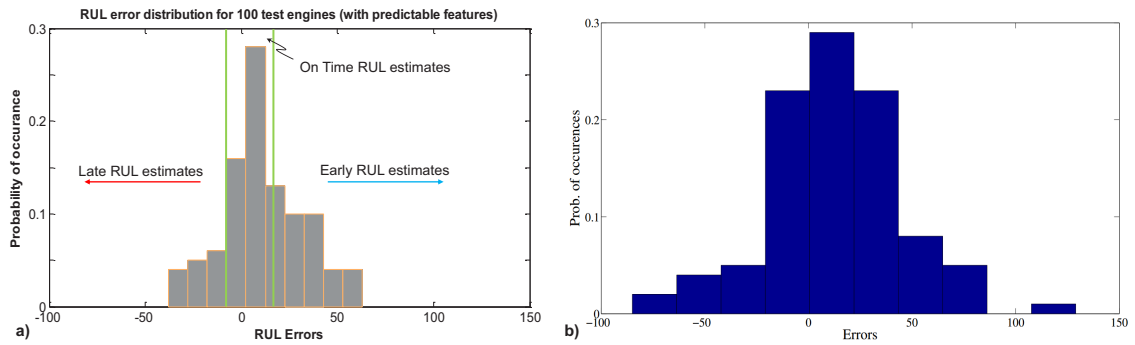 RUL error distribution for 100 test engines (with predictable features)
0.3
0.2
0.1
0
Probability of occurance
On Time RUL estimates
Late RUL estimates
Early RUL estimates
-100
-50
0
50
100
150
RUL Errors
a)
b)
0.3
0.2
0.1
0
Prob. of occurences
-100
-50
0
50
100
150
Errors